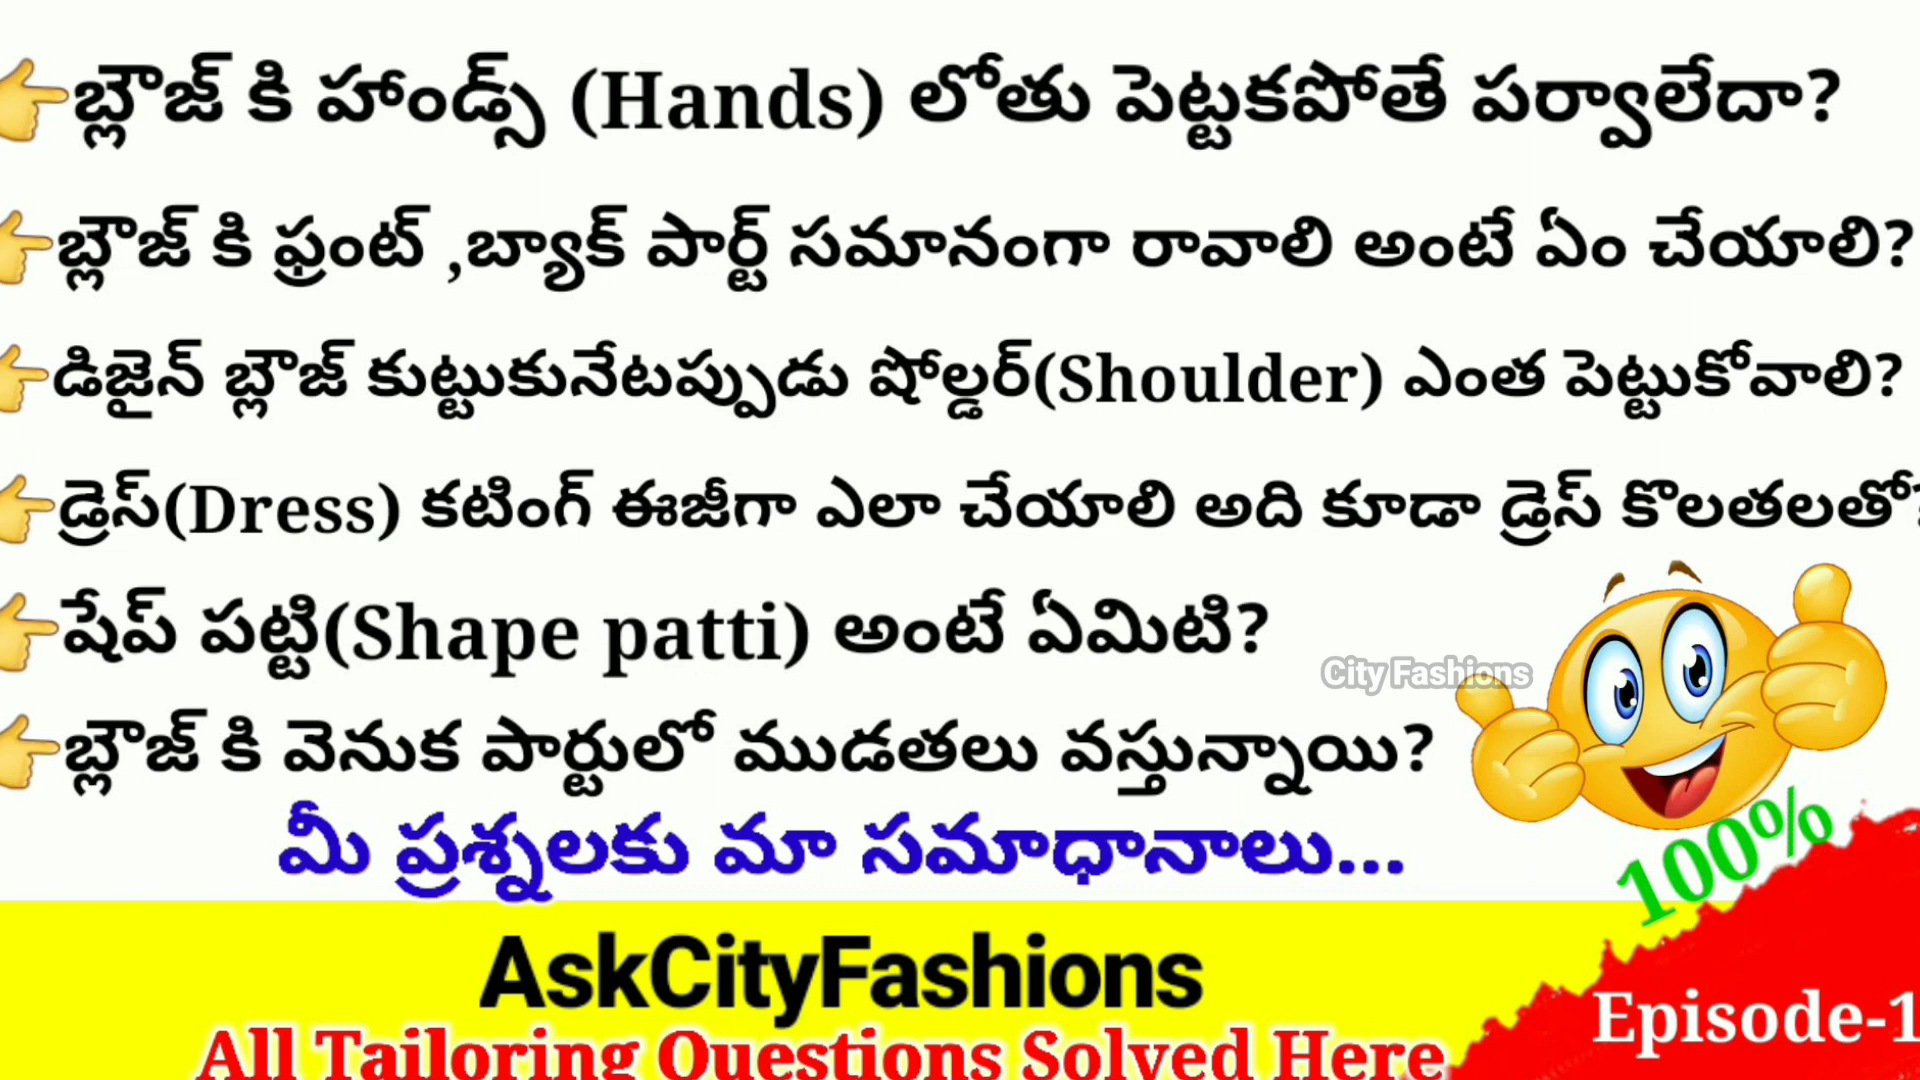 👉బ్లౌజ్ కి హాండ్స్ (Hands) లోతు పెట్టకపోతే పర్వాలేదా?
👉బ్లౌజ్ కి ఫ్రంట్ ,బ్యాక్ పార్ట్ సమానంగా రావాలి అంటే ఏం చేయాలి?
👉డిజైన్ బ్లౌజ్ కుట్టుకునేటప్పుడు షోల్డర్(Shoulder) ఎంత పెట్టుకోవాలి?
👉డ్రెస్(Dress) కటింగ్ ఈజీగా ఎలా చేయాలి అది కూడా డ్రెస్ కొలతలతో?
👉షేప్ పట్టి(Shape patti) అంటే ఏమిటి?
City Fashions
👉బ్లౌజ్ కి వెనుక పార్టులో ముడతలు వస్తున్నాయి?
మీ ప్రశ్నలకు మా సమాధానాలు...
100%
AskCityFashions
Episode-1
All Tailoring Questions Solved Here